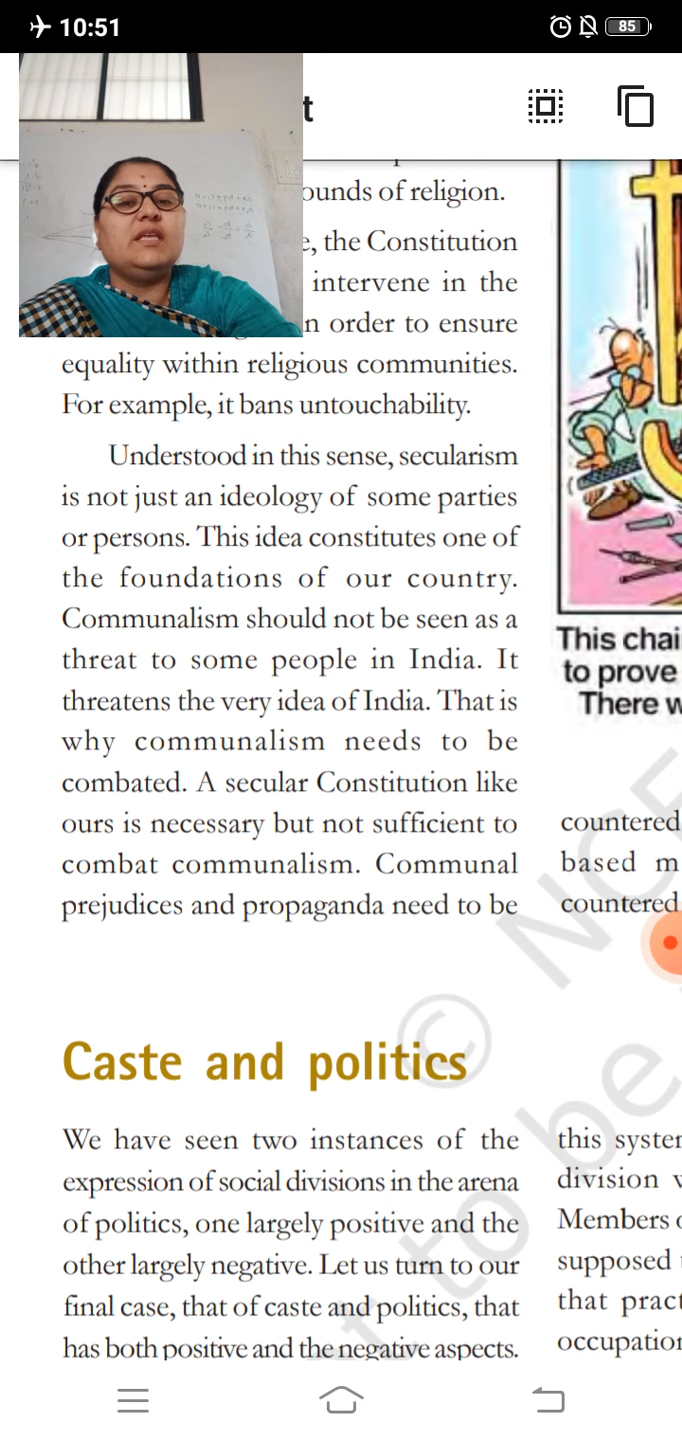 10:51
85
t
ounds of religion.
e, the Constitution
intervene in the
n order to ensure
equality within religious communities.
For example, it bans untouchability.
Understood in this sense, secularism
is not just an ideology of some parties
or persons. This idea constitutes one of
the foundations of our country.
Communalism should not be seen as a
threat to some people in India. It
threatens the very idea of India. That is
why communalism needs to be
combated. A secular Constitution like
ours is necessary but not sufficient to
combat communalism. Communal
prejudices and propaganda need to be
This chai
to prove
There w
countered
based m
countered
Caste and politics
We have seen two instances of the
expression of social divisions in the arena
of politics, one largely positive and the
other largely negative. Let us turn to our
final case, that of caste and politics, that
has both positive and the negative aspects.
this syster
division
Members
supposed
that pract
occupation
© NCE
t to be